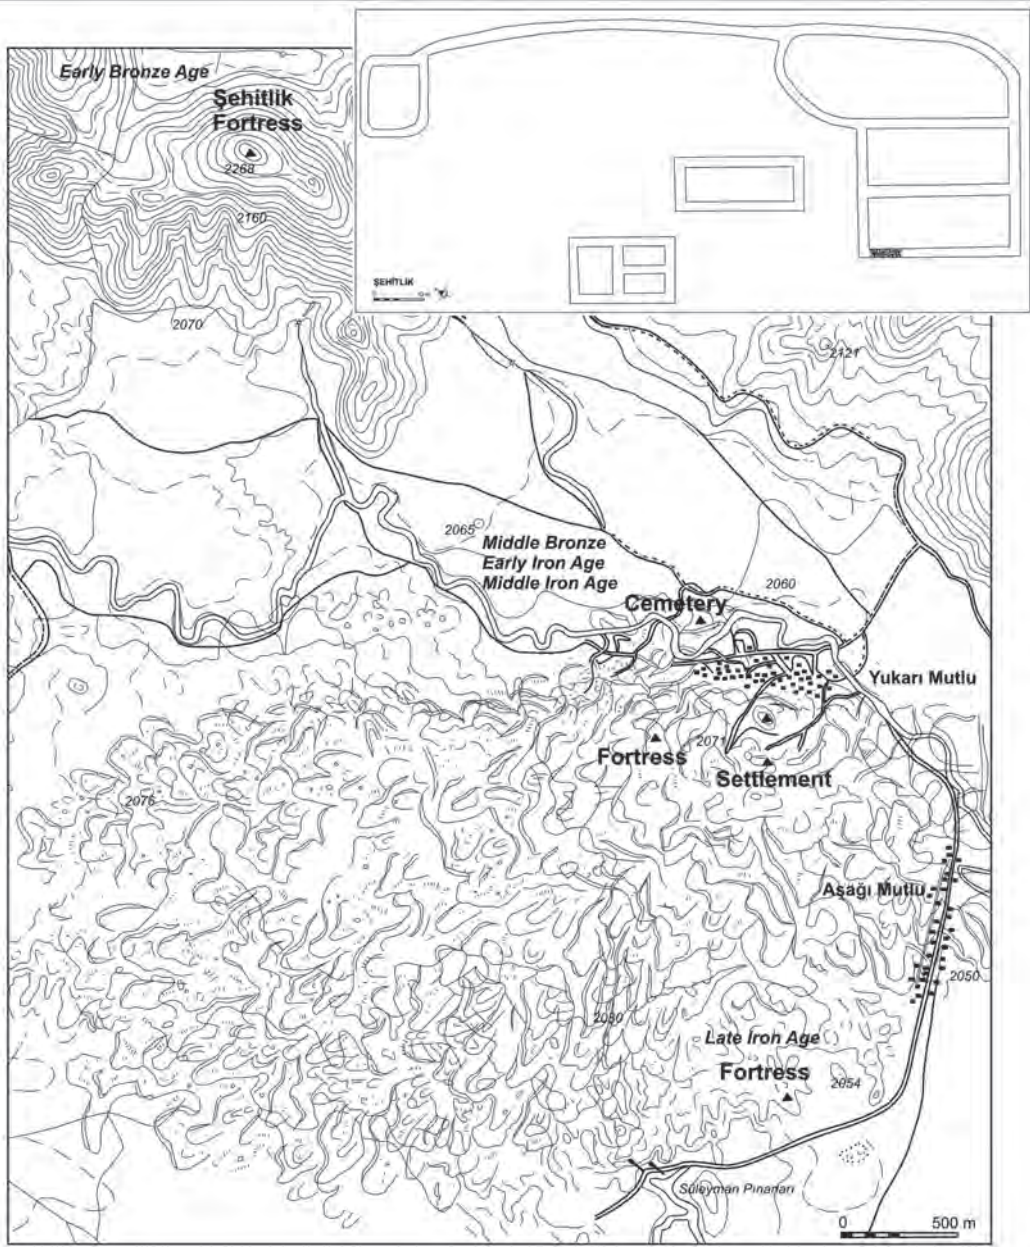 Early Bronze Age
Şehitlik
Fortress
2268
2160
ŞEHİTLİK
0
2070
2121
2065
Middle Bronze
Early Iron Age
Middle Iron Age
2060
Cemetery
Yukarı Mutlu
2071
Fortress
Settlement
2076
Aşağı Mutlu
2050
2080
Late Iron Age
Fortress
2054
Süleyman Pınarları
0 500 m